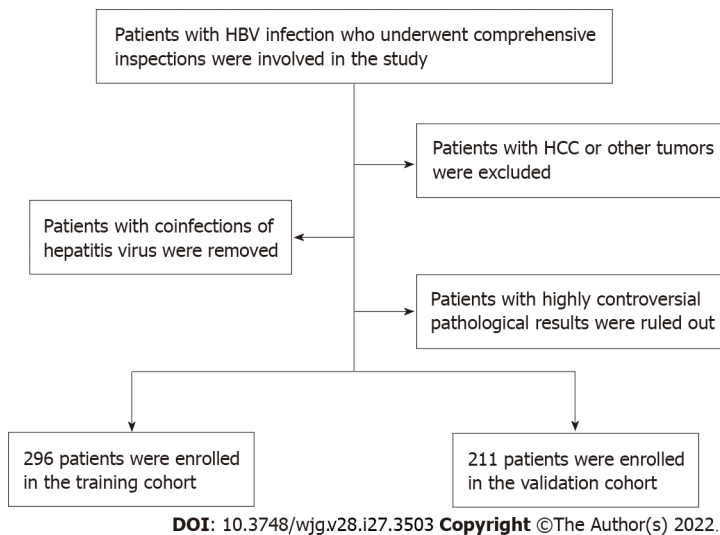 Patients with HBV infection who underwent comprehensive
inspections were involved in the study
Patients with HCC or other tumors
were excluded
Patients with coinfections of
hepatitis virus were removed
Patients with highly controversial
pathological results were ruled out
296 patients were enrolled
in the training cohort
211 patients were enrolled
in the validation cohort
DOI: 10.3748/wjg.v28.i27.3503 Copyright ©The Author(s) 2022.